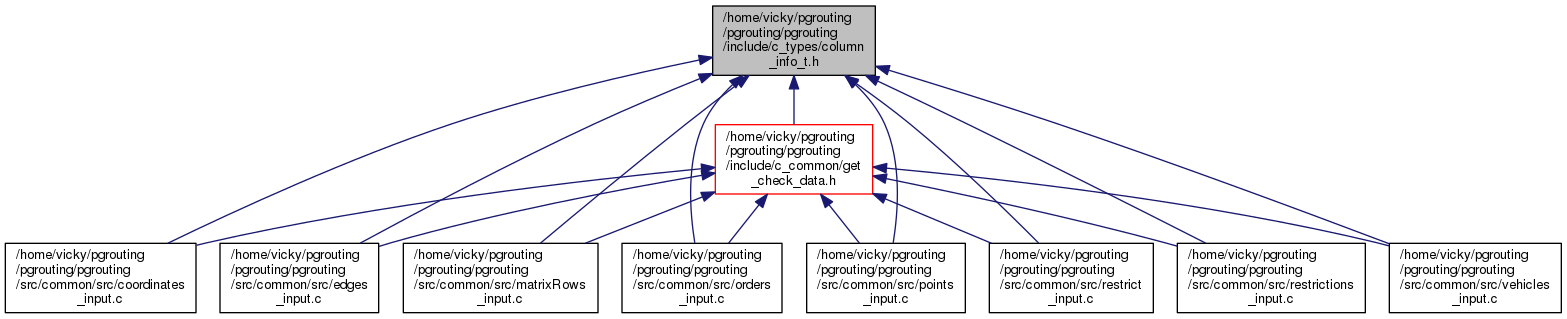 /home/vicky/pgrouting
/pgrouting/pgrouting
/include/c_types/column
_info_t.h
/home/vicky/pgrouting
/pgrouting/pgrouting
/include/c_common/get
_check_data.h
/home/vicky/pgrouting
/pgrouting/pgrouting
/src/common/src/coordinates
_input.c
/home/vicky/pgrouting
/pgrouting/pgrouting
/src/common/src/edges
_input.c
/home/vicky/pgrouting
/pgrouting/pgrouting
/src/common/src/matrixRows
_input.c
/home/vicky/pgrouting
/pgrouting/pgrouting
/src/common/src/orders
_input.c
/home/vicky/pgrouting
/pgrouting/pgrouting
/src/common/src/points
_input.c
/home/vicky/pgrouting
/pgrouting/pgrouting
/src/common/src/restrict
_input.c
/home/vicky/pgrouting
/pgrouting/pgrouting
/src/common/src/restrictions
_input.c
/home/vicky/pgrouting
/pgrouting/pgrouting
/src/common/src/vehicles
_input.c